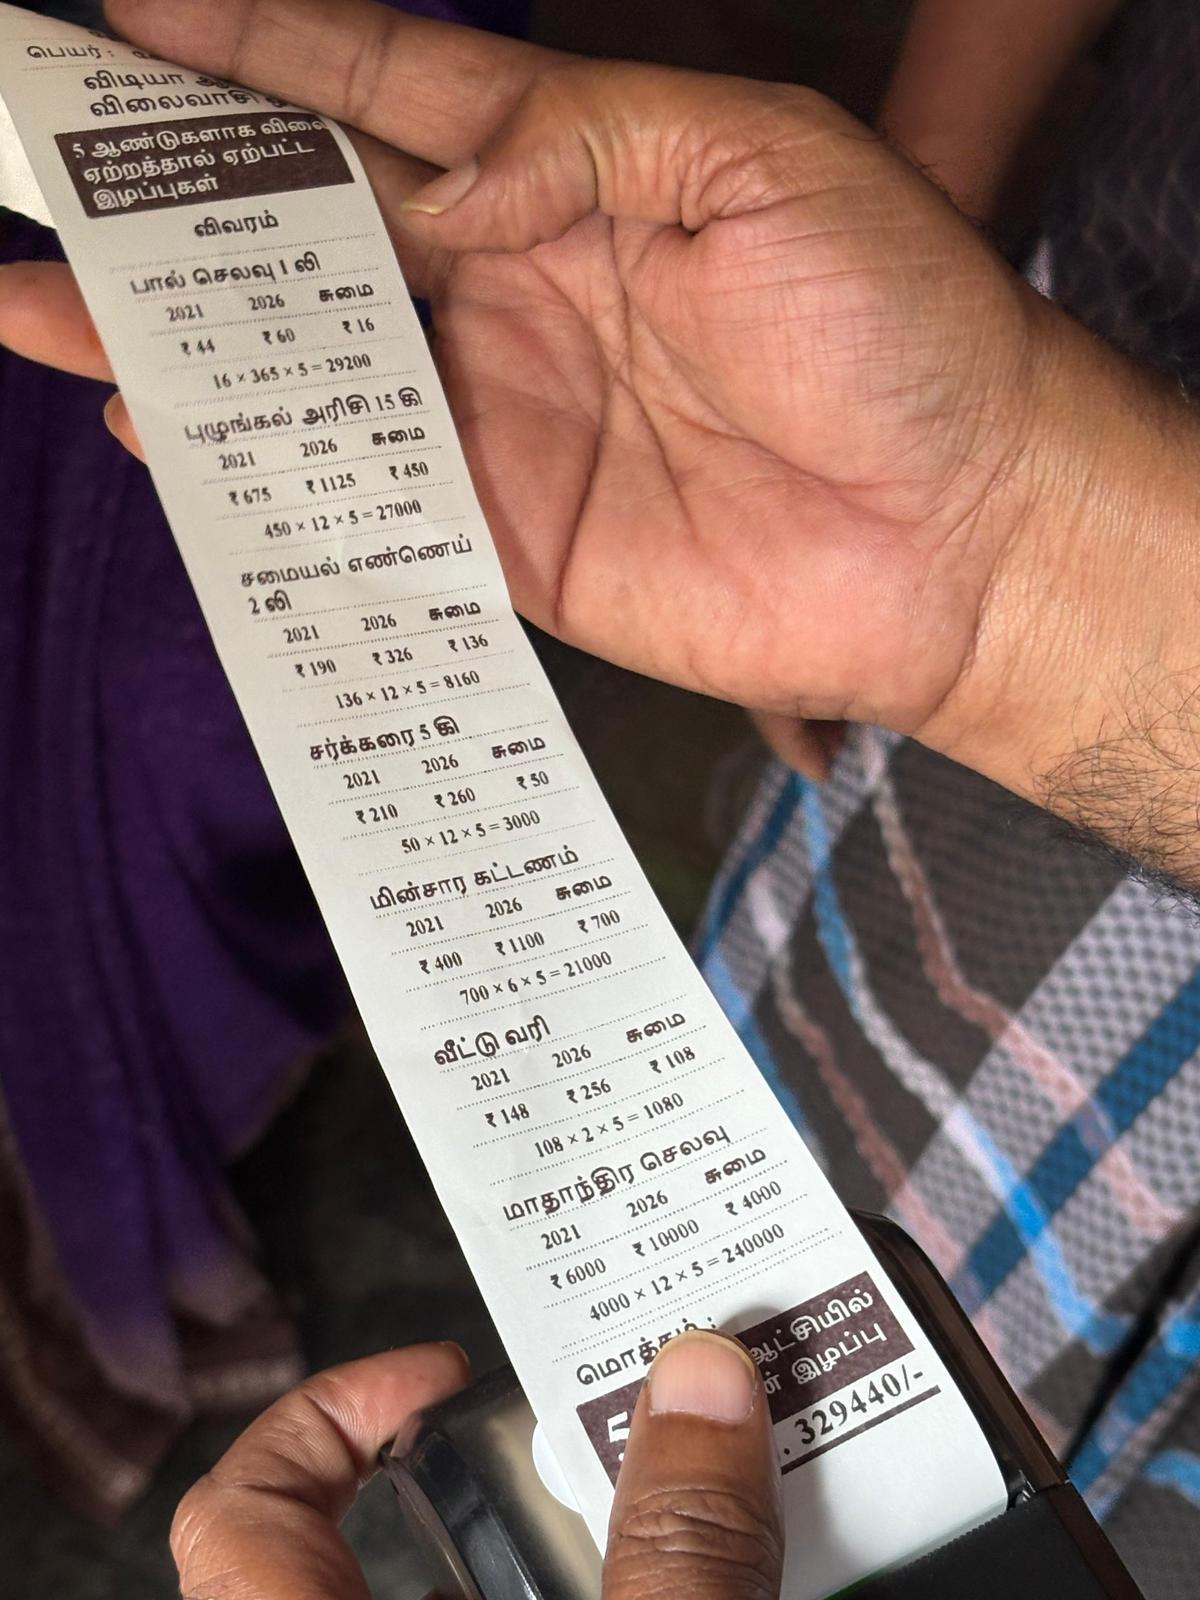 பெயர் :
விடியா
விலைவாசி
5 ஆண்டுகளாக விலை
ஏற்றத்தால் ஏற்பட்ட
இழப்புகள்
விவரம்
பால் செலவு 1 லி
2021 2026 சுமை
₹ 44 ₹ 60 ₹ 16
16 × 365 × 5 = 29200
புழுங்கல் அரிசி 15 கி
2021 2026 சுமை
₹ 675 ₹ 1125 ₹ 450
450 × 12 × 5 = 27000
சமையல் எண்ணெய்
2 லி
2021 2026 சுமை
₹ 190 ₹ 326 ₹ 136
136 × 12 × 5 = 8160
சர்க்கரை 5 கி
2021 2026 சுமை
₹ 210 ₹ 260 ₹ 50
50 × 12 × 5 = 3000
மின்சார கட்டணம்
2021 2026 சுமை
₹ 400 ₹ 1100 ₹ 700
700 × 6 × 5 = 21000
வீட்டு வரி
2021 2026 சுமை
₹ 148 ₹ 256 ₹ 108
108 × 2 × 5 = 1080
மாதாந்திர செலவு
2021 2026 சுமை
₹ 6000 ₹ 10000 ₹ 4000
4000 × 12 × 5 = 240000
மொத்தம் :
5 ஆட்சியில்
இழப்பு
329440/-